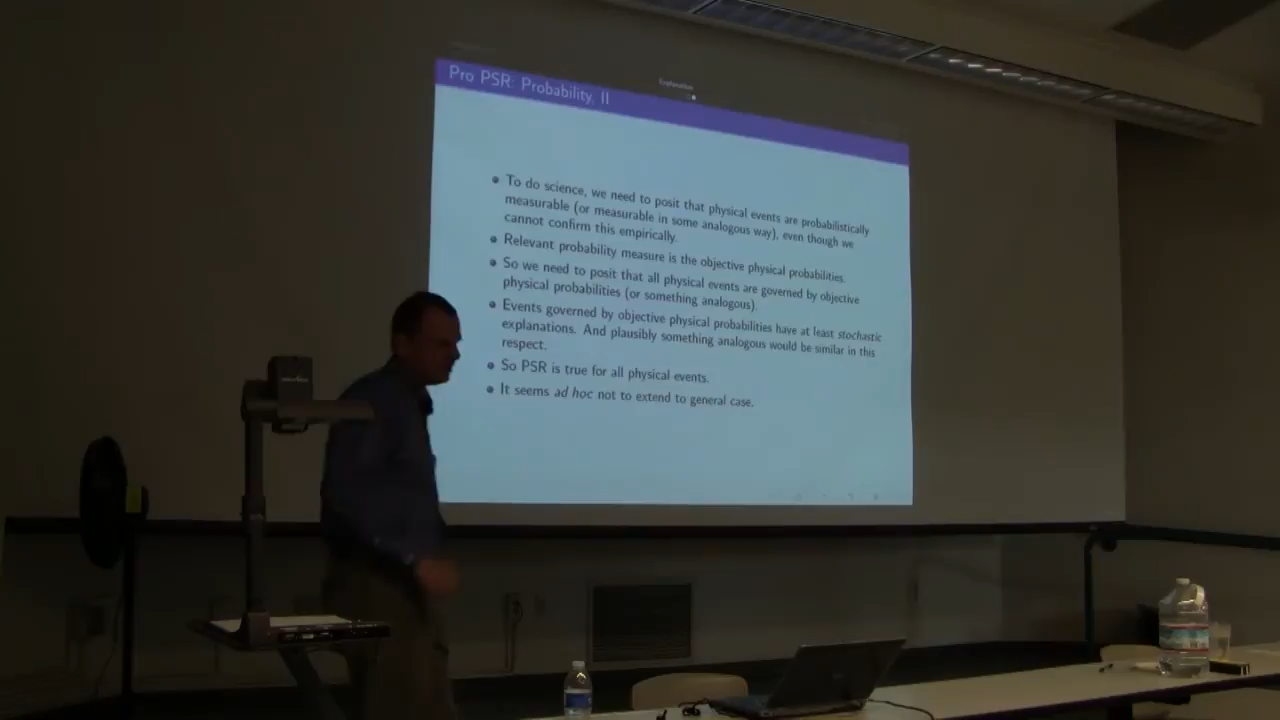 Explanation
Pro PSR: Probability, II
To do science, we need to posit that physical events are probabilistically
measurable (or measurable in some analogous way), even though we
cannot confirm this empirically.
Relevant probability measure is the objective physical probabilities.
So we need to posit that all physical events are governed by objective
physical probabilities (or something analogous).
Events governed by objective physical probabilities have at least stochastic
explanations. And plausibly something analogous would be similar in this
respect.
So PSR is true for all physical events.
It seems ad hoc not to extend to general case.